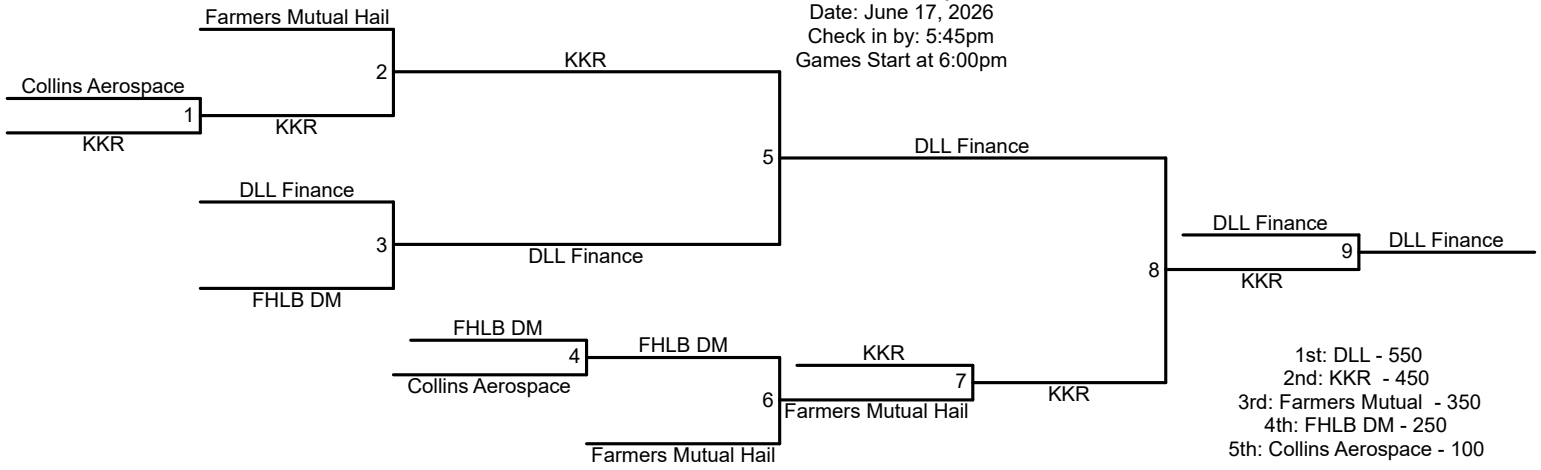 Farmers Mutual Hail
Date: June 17, 2026
Check in by: 5:45pm
Games Start at 6:00pm
2
KKR
Collins Aerospace
1
KKR
KKR
5
DLL Finance
DLL Finance
3
DLL Finance
FHLB DM
DLL Finance
9
DLL Finance
8
KKR
FHLB DM
4
FHLB DM
Collins Aerospace
KKR
7
KKR
6
Farmers Mutual Hail
Farmers Mutual Hail
1st: DLL - 550
2nd: KKR - 450
3rd: Farmers Mutual - 350
4th: FHLB DM - 250
5th: Collins Aerospace - 100